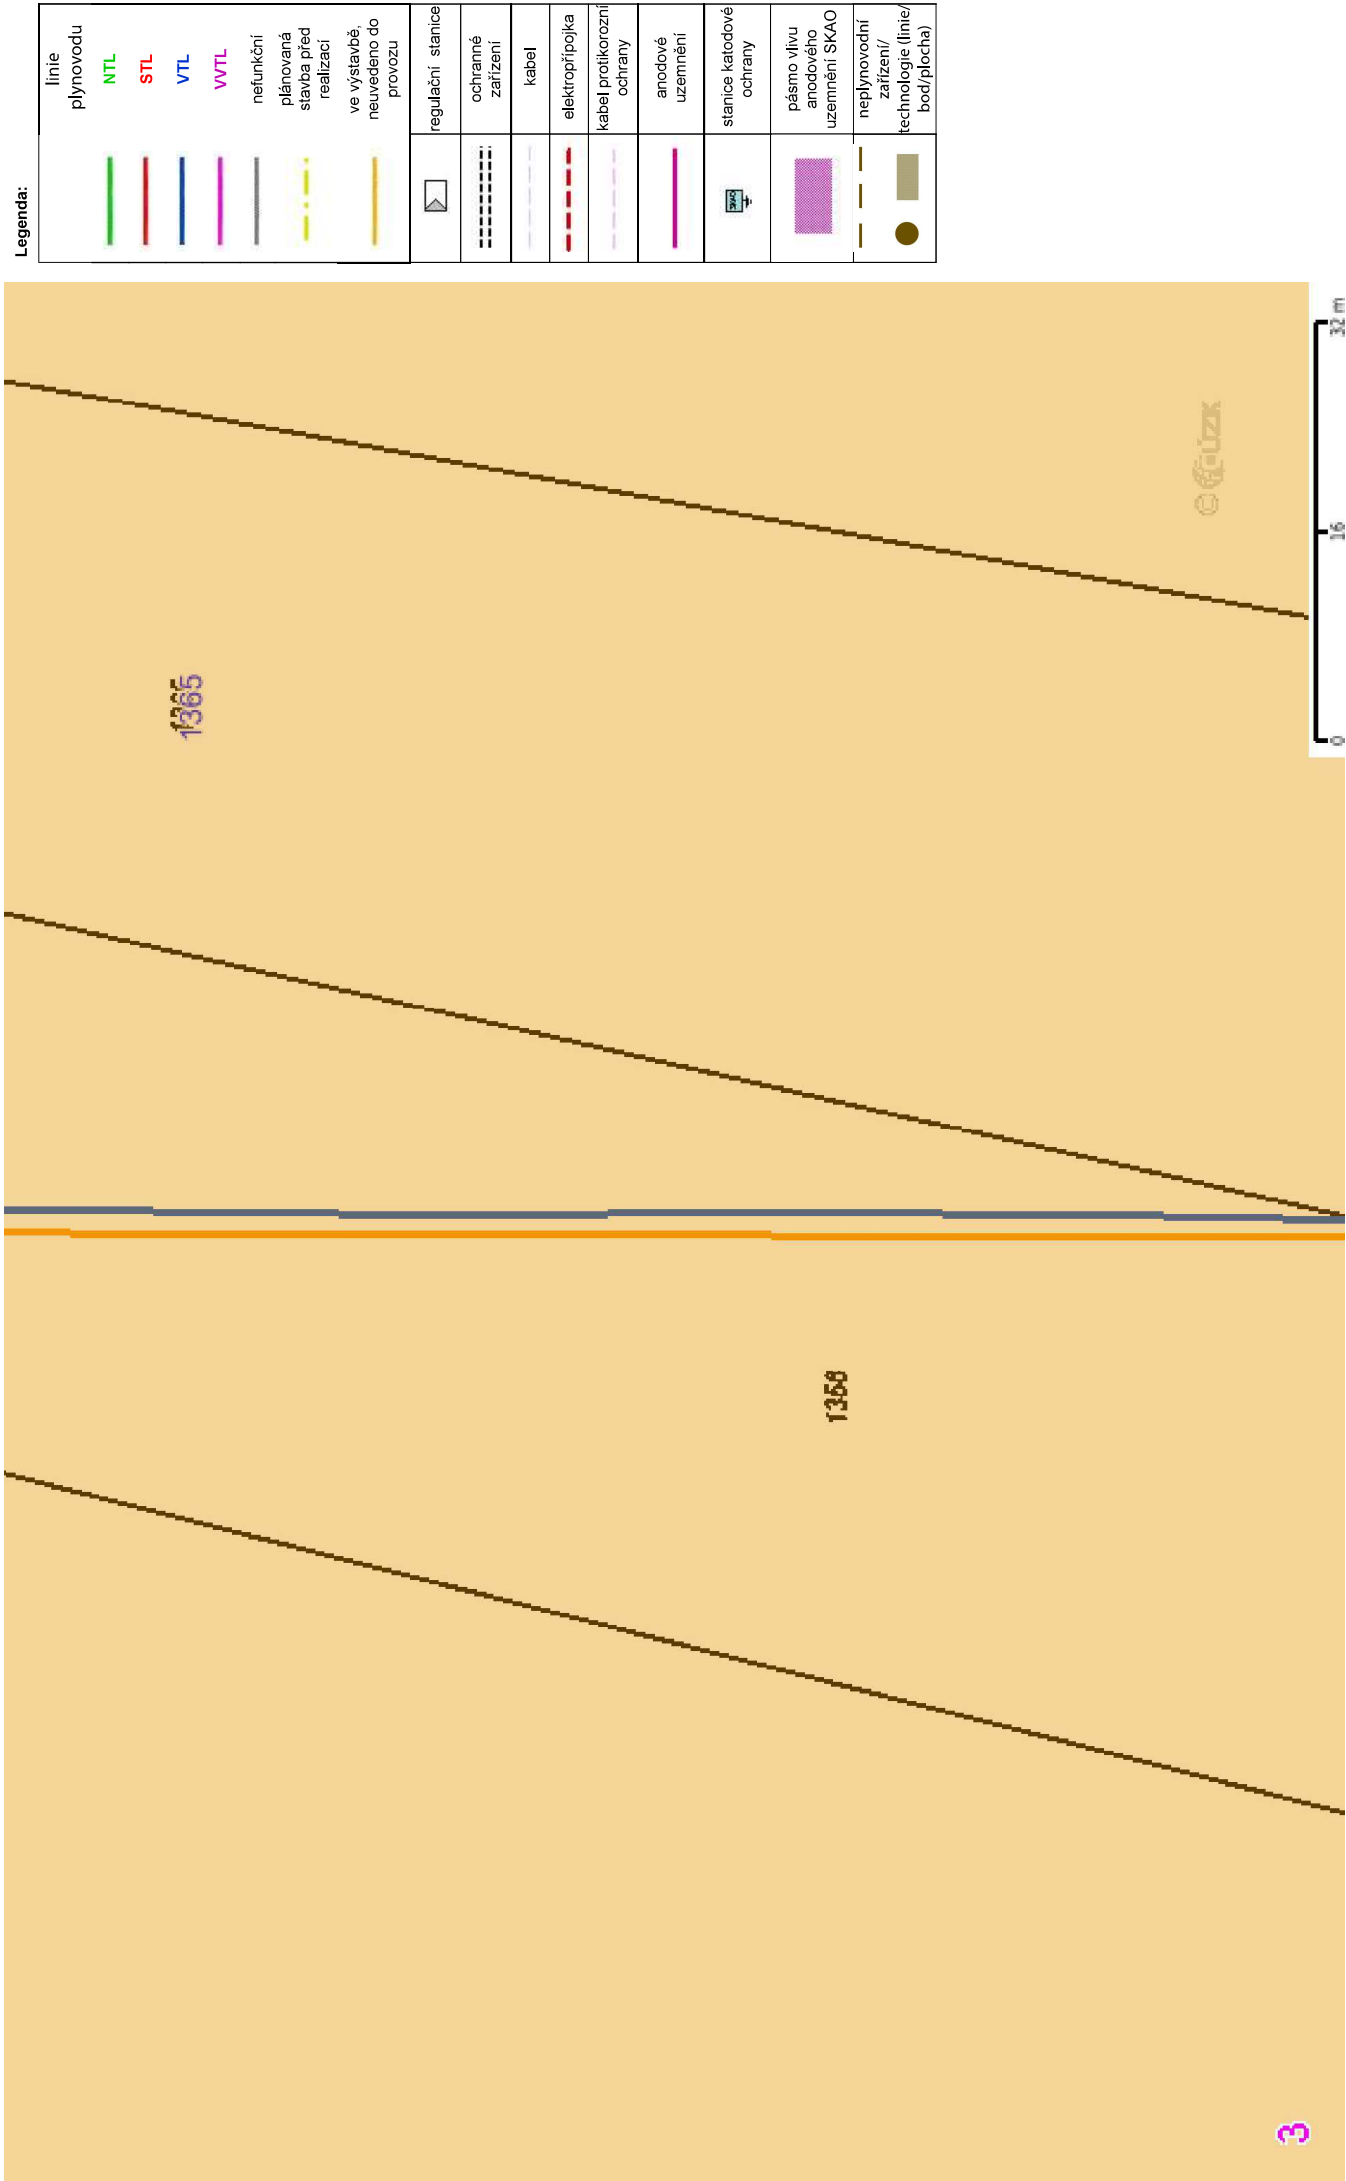 Legenda:
linie
plynovodu
NTL
STL
VTL
VVTL
nefunkční
plánovaná
stavba před
realizací
ve výstavbě,
neuvedeno do
provozu
regulační stanice
ochranné
zařízení
kabel
elektropřípojka
kabel protikorozní
ochrany
anodové
uzemnění
SKAO
stanice katodové
ochrany
pásmo vlivu
anodového
uzemnění SKAO
neplynovodní
zařízení/
technologie (linie/
bod/plocha)
1365
3
0 16 32 m